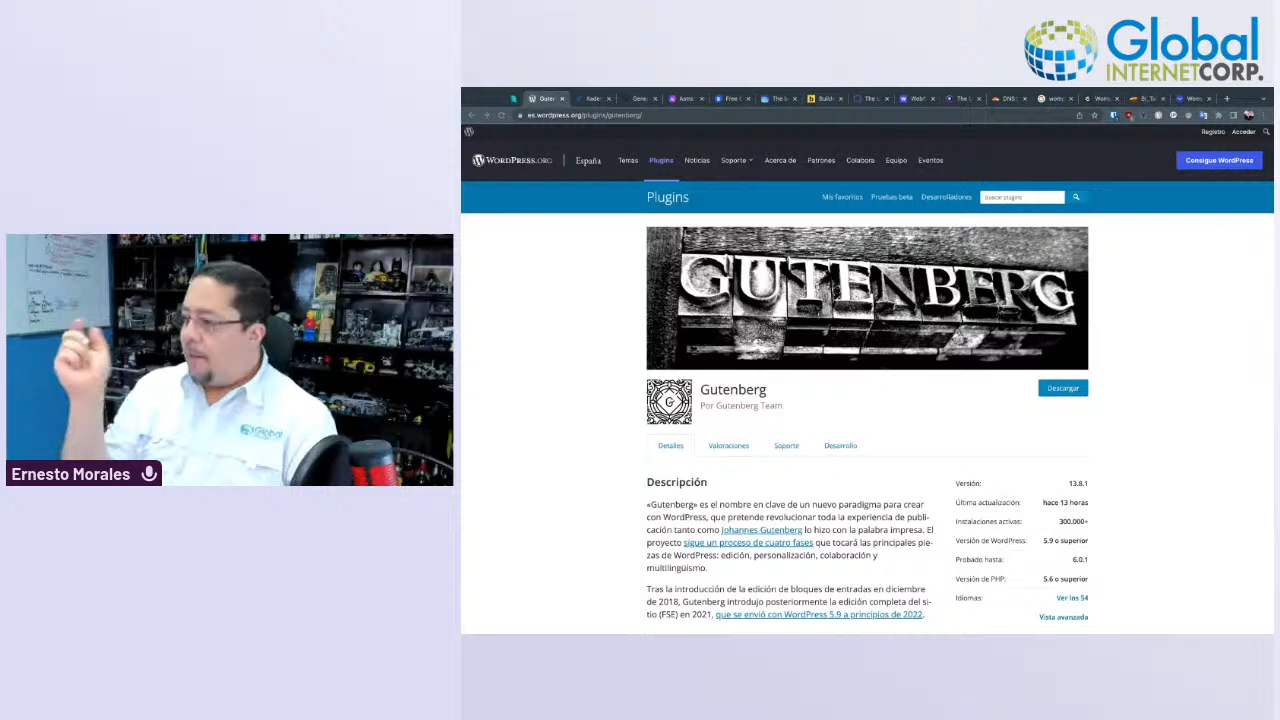 Global
INTERNETCORP.
es.wordpress.org/plugins/gutenberg/
Registro Acceder
WORDPRESS.ORG España Temas Plugins Noticias Soporte Acerca de Patrones Colabora Equipo Eventos Consigue WordPress
Plugins Mis favoritos Pruebas beta Desarrolladores Buscar plugins
GUTENBERG
Gutenberg
Por Gutenberg Team
Descargar
Detalles Valoraciones Soporte Desarrollo
Descripción
«Gutenberg» es el nombre en clave de un nuevo paradigma para crear
con WordPress, que pretende revolucionar toda la experiencia de publi-
cación tanto como Johannes Gutenberg lo hizo con la palabra impresa. El
proyecto sigue un proceso de cuatro fases que tocará las principales pie-
zas de WordPress: edición, personalización, colaboración y
multilingüismo.
Tras la introducción de la edición de bloques de entradas en diciembre
de 2018, Gutenberg introdujo posteriormente la edición completa del si-
tio (FSE) en 2021, que se envió con WordPress 5.9 a principios de 2022.
Versión: 13.8.1
Última actualización: hace 13 horas
Instalaciones activas: 300.000+
Versión de WordPress: 5.9 o superior
Probado hasta: 6.0.1
Versión de PHP: 5.6 o superior
Idiomas: Ver los 54
Vista avanzada
Global
Ernesto Morales